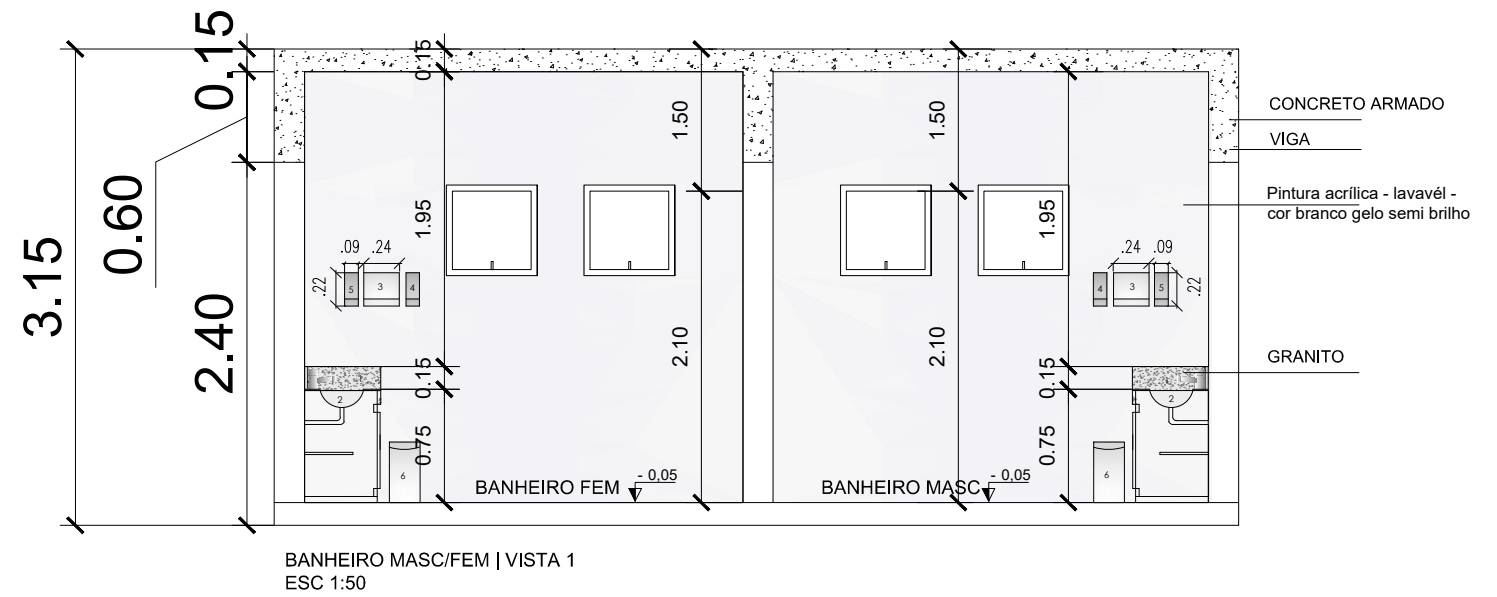 0.15
0.15
1.50
1.50
CONCRETO ARMADO
VIGA
0.60
3.15
1.95
1.95
Pintura acrílica - lavavél -
cor branco gelo semi brilho
.09 .24
.24 .09
.22
5 3 4
4 3 5
.22
2.40
2.10
2.10
0.15
0.15
GRANITO
1
1
2
2
0.75
0.75
6
6
BANHEIRO FEM
- 0,05
BANHEIRO MASC
- 0,05
BANHEIRO MASC/FEM | VISTA 1
ESC 1:50